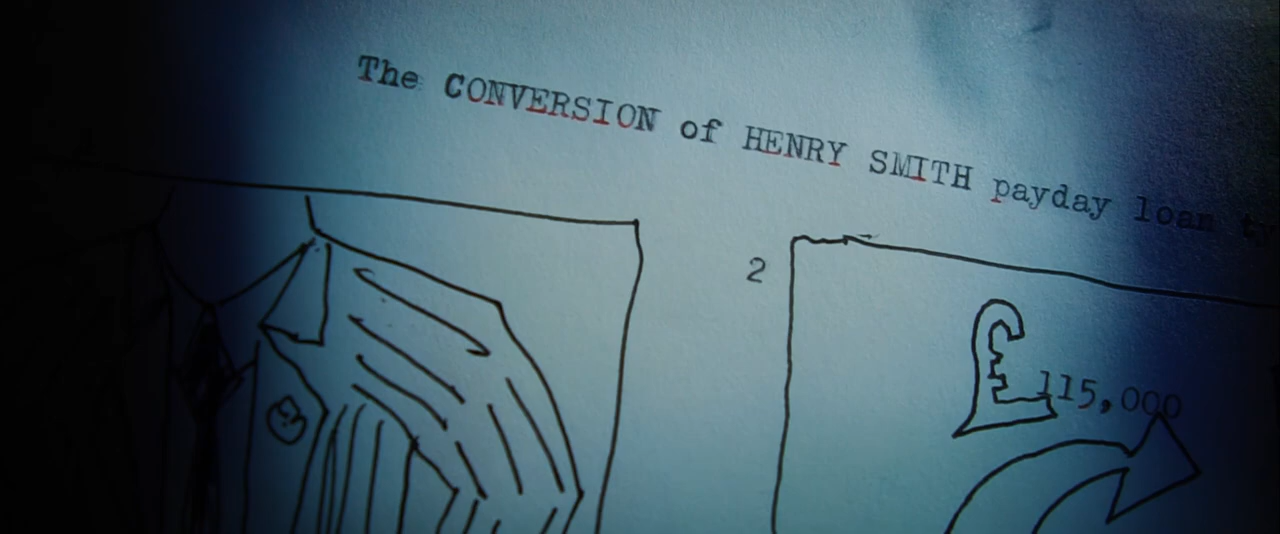 The CONVERSION of HENRY SMITH payday loan
2
£115,000